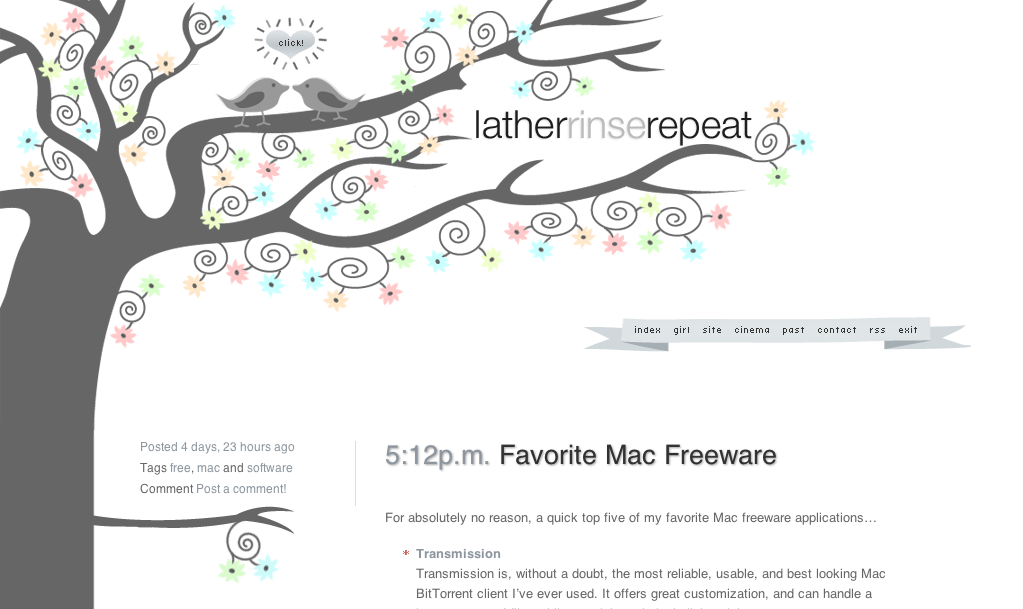 click!
latherrinserepeat
index girl site cinema past contact rss exit
Posted 4 days, 23 hours ago
Tags free, mac and software
Comment Post a comment!
5:12p.m. Favorite Mac Freeware
For absolutely no reason, a quick top five of my favorite Mac freeware applications…
* Transmission
Transmission is, without a doubt, the most reliable, usable, and best looking Mac
BitTorrent client I've ever used. It offers great customization, and can handle a